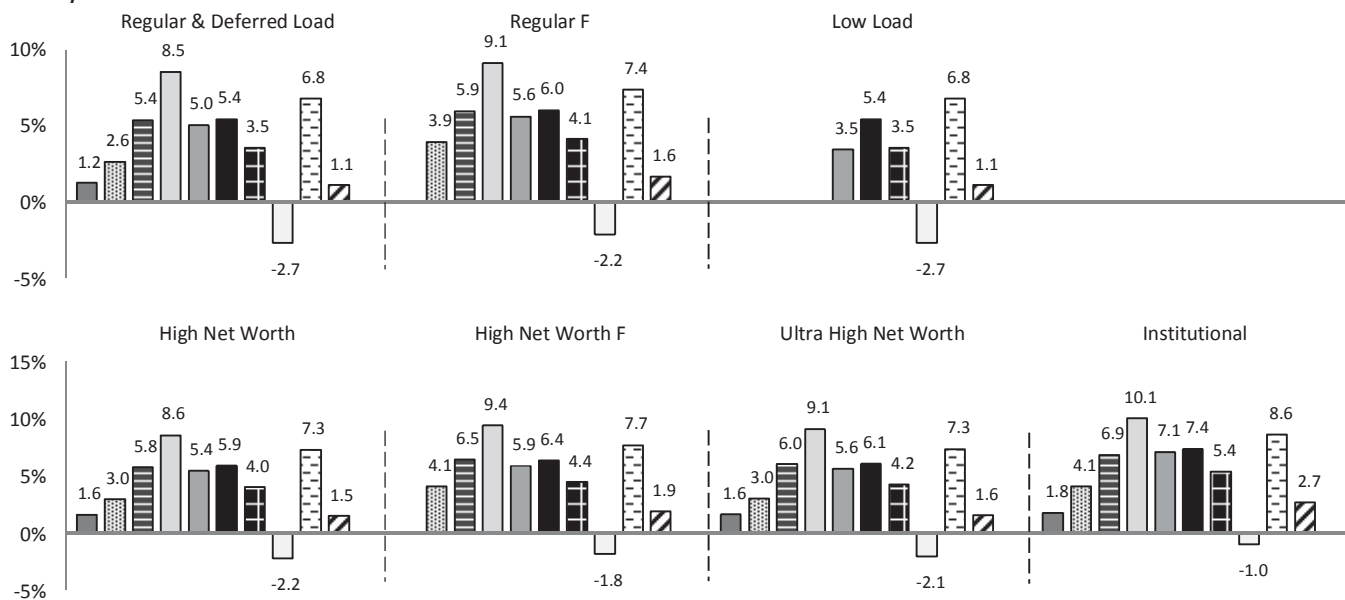 Regular & Deferred Load Regular F Low Load
10%
5%
0%
-5%
1.2 2.6 5.4 8.5 5.0 5.4 3.5 -2.7 6.8 1.1
3.9 5.9 9.1 5.6 6.0 4.1 -2.2 7.4 1.6
3.5 5.4 3.5 -2.7 6.8 1.1
High Net Worth High Net Worth F Ultra High Net Worth Institutional
15%
10%
5%
0%
-5%
1.6 3.0 5.8 8.6 5.4 5.9 4.0 -2.2 7.3 1.5
4.1 6.5 9.4 5.9 6.4 4.4 -1.8 7.7 1.9
1.6 3.0 6.0 9.1 5.6 6.1 4.2 -2.1 7.3 1.6
1.8 4.1 6.9 10.1 7.1 7.4 5.4 -1.0 8.6 2.7